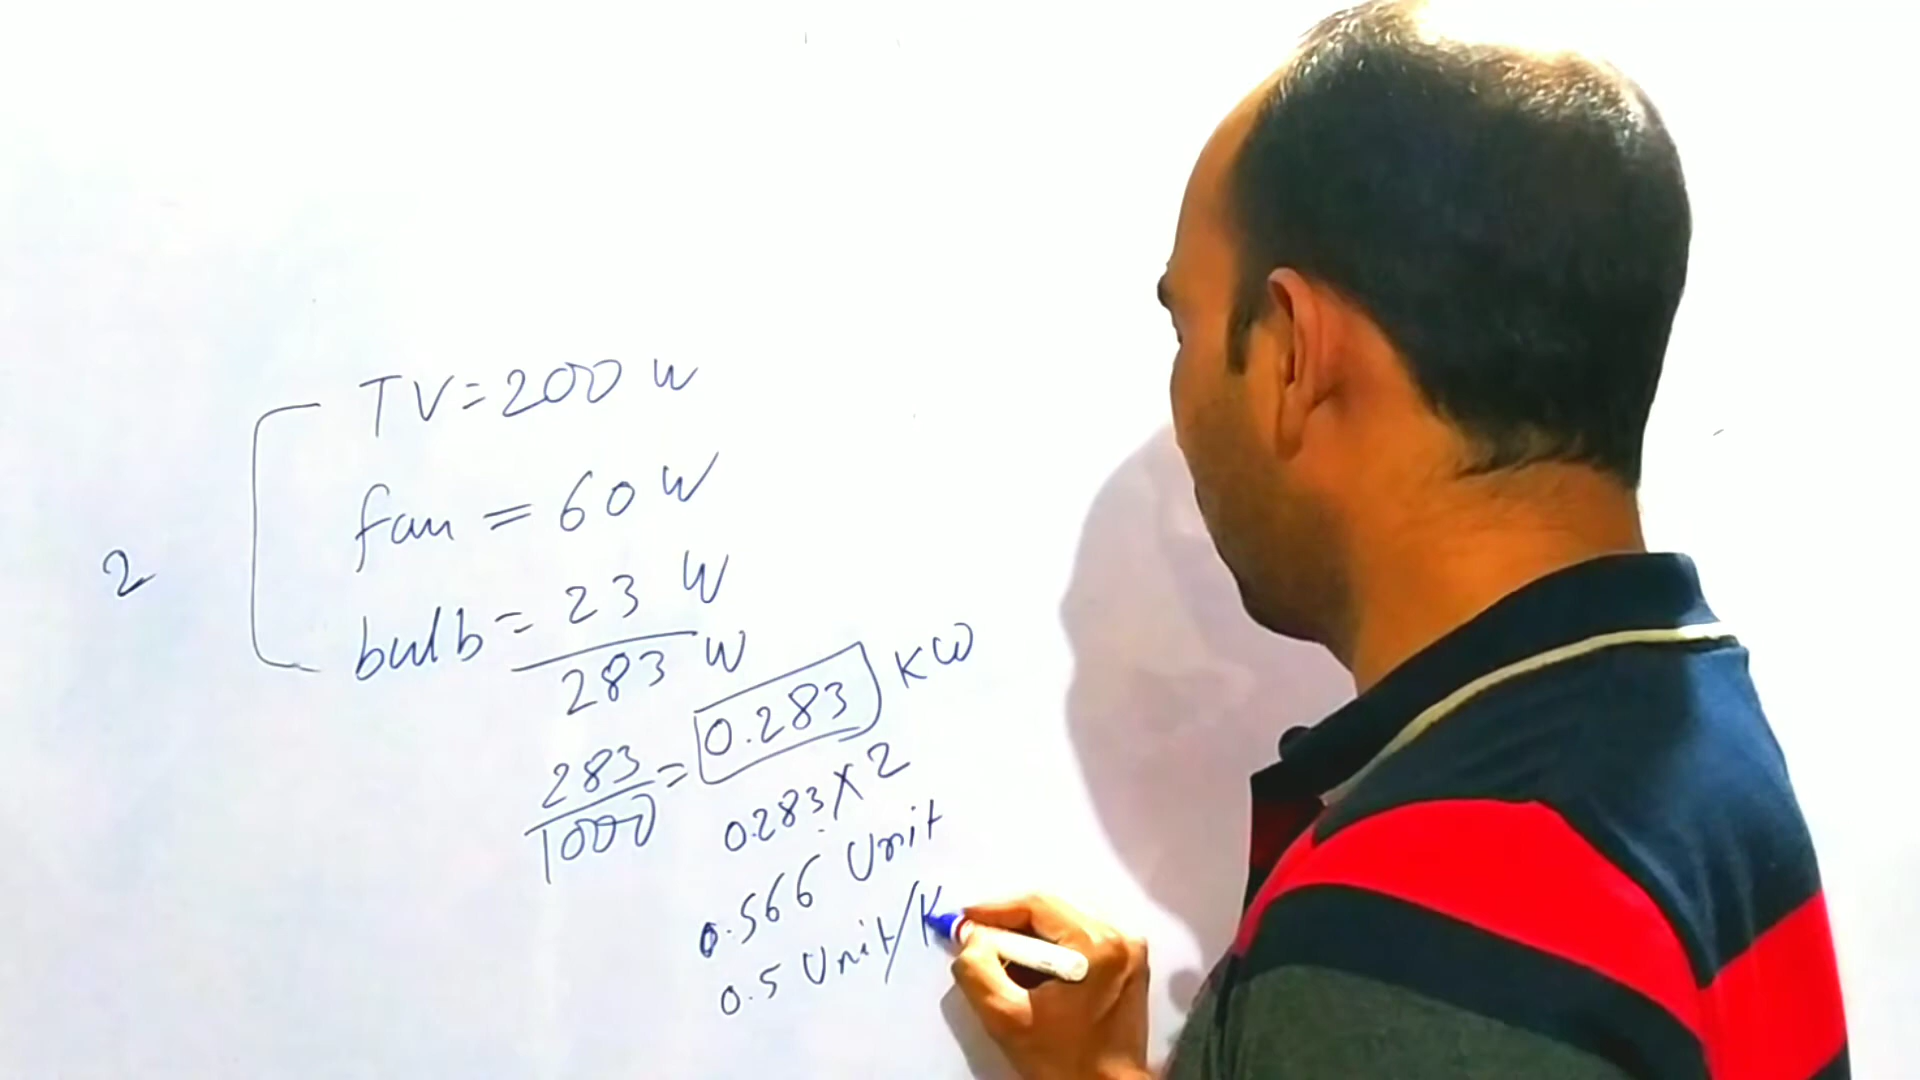 TV=200 W
fan = 60 W
2
bulb = 23 W
283 W
283/1000 = 0.283 KW
0.283 X 2
0.566 Unit
0.5 Unit/K